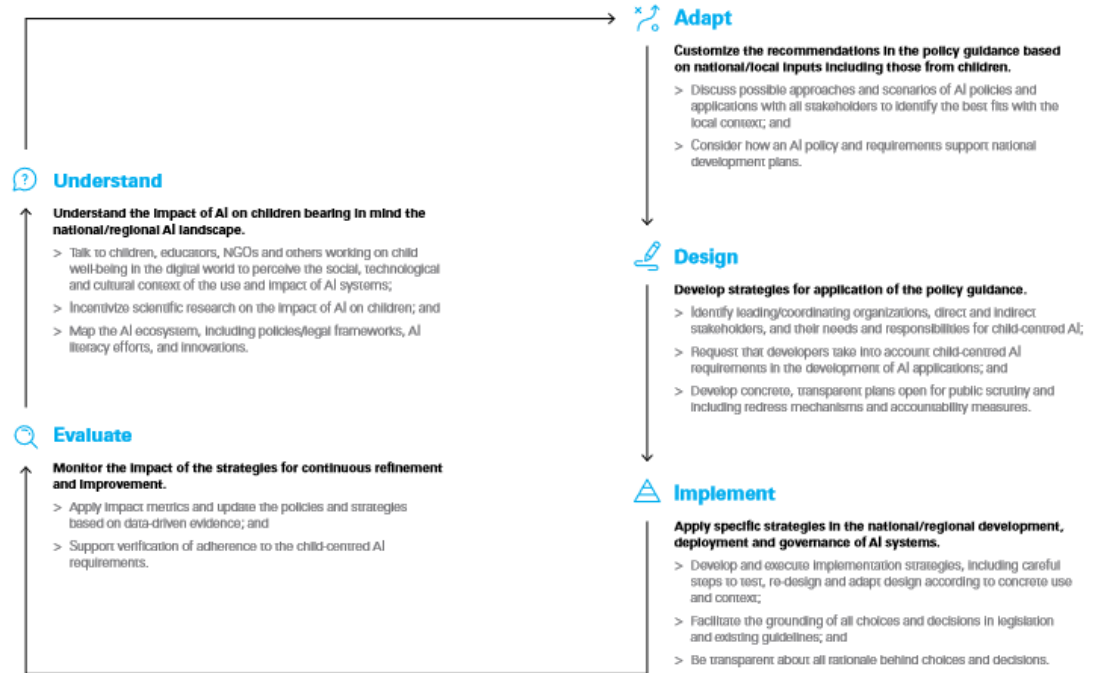 Adapt
Customize the recommendations in the policy guidance based
on national/local inputs including those from children.
> Discuss possible approaches and scenarios of AI policies and
applications with all stakeholders to identify the best fits with the
local context; and
> Consider how an AI policy and requirements support national
development plans.
Understand
Understand the impact of AI on children bearing in mind the
national/regional AI landscape.
> Talk to children, educators, NGOs and others working on child
well-being in the digital world to perceive the social, technological
and cultural context of the use and impact of AI systems;
> Incentivize scientific research on the impact of AI on children; and
> Map the AI ecosystem, including policies/legal frameworks, AI
literacy efforts, and innovations.
Design
Develop strategies for application of the policy guidance.
> Identify leading/coordinating organizations, direct and indirect
stakeholders, and their needs and responsibilities for child-centred AI;
> Request that developers take into account child-centred AI
requirements in the development of AI applications; and
> Develop concrete, transparent plans open for public scrutiny and
including redress mechanisms and accountability measures.
Evaluate
Monitor the impact of the strategies for continuous refinement
and improvement.
> Apply impact metrics and update the policies and strategies
based on data-driven evidence; and
> Support verification of adherence to the child-centred AI
requirements.
Implement
Apply specific strategies in the national/regional development,
deployment and governance of AI systems.
> Develop and execute implementation strategies, including careful
steps to test, re-design and adapt design according to concrete use
and context;
> Facilitate the grounding of all choices and decisions in legislation
and existing guidelines; and
> Be transparent about all rationale behind choices and decisions.